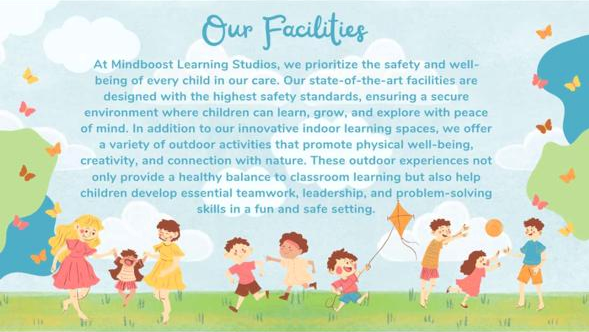 Our Facilities
At Mindboost Learning Studios, we prioritize the safety and well-
being of every child in our care. Our state-of-the-art facilities are
designed with the highest safety standards, ensuring a secure
environment where children can learn, grow, and explore with peace
of mind. In addition to our innovative indoor learning spaces, we offer
a variety of outdoor activities that promote physical well-being,
creativity, and connection with nature. These outdoor experiences not
only provide a healthy balance to classroom learning but also help
children develop essential teamwork, leadership, and problem-solving
skills in a fun and safe setting.